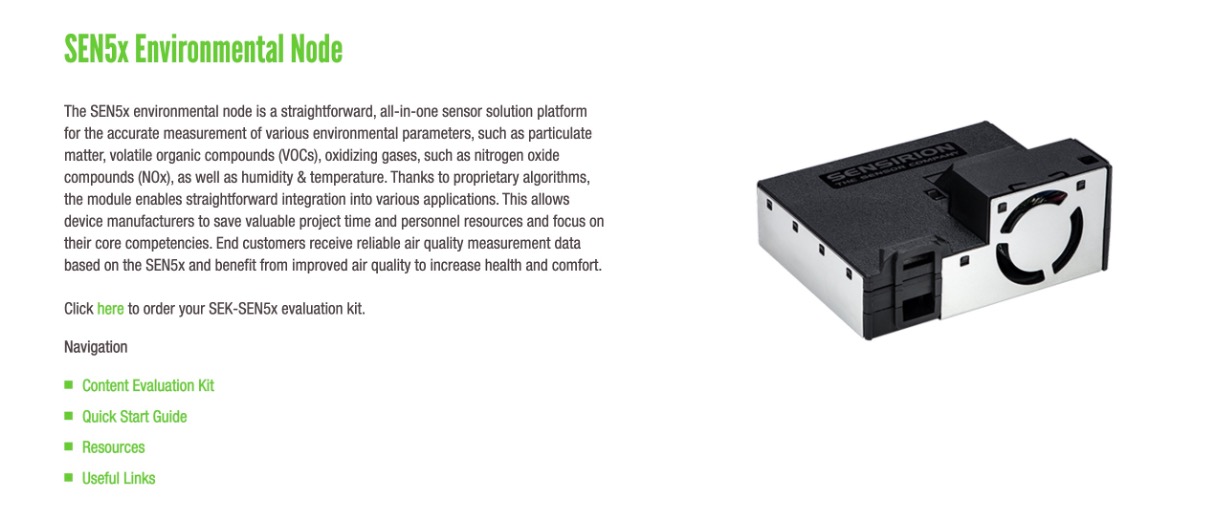 SEN5x Environmental Node
The SEN5x environmental node is a straightforward, all-in-one sensor solution platform
for the accurate measurement of various environmental parameters, such as particulate
matter, volatile organic compounds (VOCs), oxidizing gases, such as nitrogen oxide
compounds (NOx), as well as humidity & temperature. Thanks to proprietary algorithms,
the module enables straightforward integration into various applications. This allows
device manufacturers to save valuable project time and personnel resources and focus on
their core competencies. End customers receive reliable air quality measurement data
based on the SEN5x and benefit from improved air quality to increase health and comfort.
Click here to order your SEK-SEN5x evaluation kit.
Navigation
Content Evaluation Kit
Quick Start Guide
Resources
Useful Links
SENSIRION
THE SENSOR COMPANY